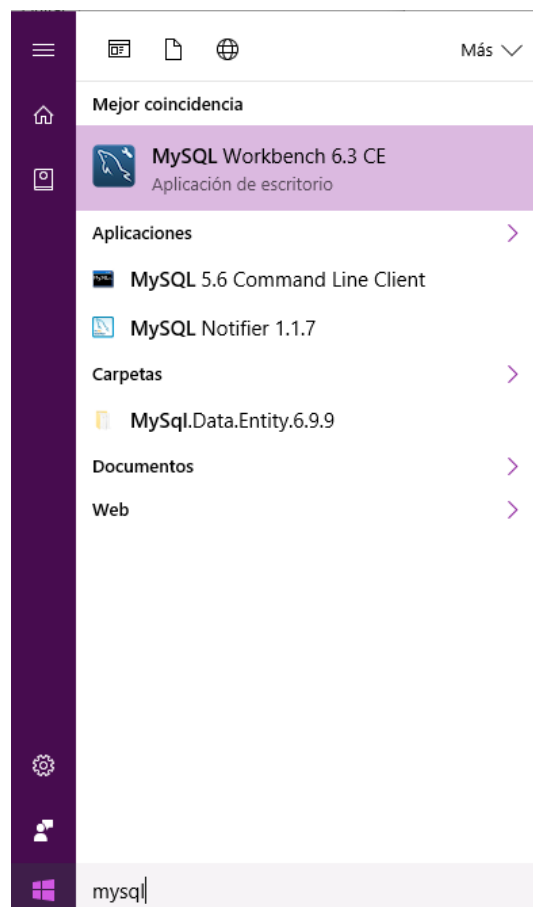 Más
Mejor coincidencia
MySQL Workbench 6.3 CE
Aplicación de escritorio
Aplicaciones
MySQL 5.6 Command Line Client
MySQL Notifier 1.1.7
Carpetas
MySql.Data.Entity.6.9.9
Documentos
Web
mysql